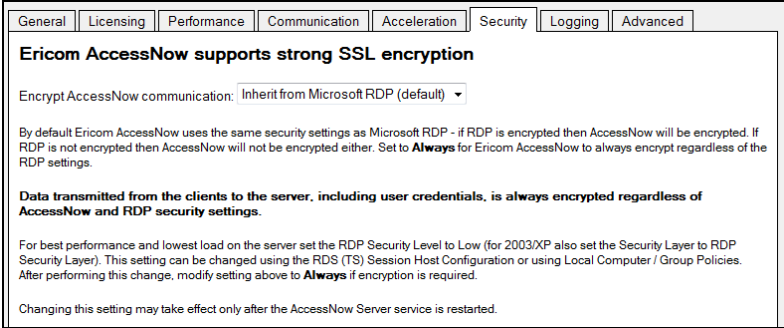 General Licensing Performance Communication Acceleration Security Logging Advanced
Ericom AccessNow supports strong SSL encryption
Encrypt AccessNow communication: Inherit from Microsoft RDP (default)
By default Ericom AccessNow uses the same security settings as Microsoft RDP - if RDP is encrypted then AccessNow will be encrypted. If
RDP is not encrypted then AccessNow will not be encrypted either. Set to Always for Ericom AccessNow to always encrypt regardless of the
RDP settings.
Data transmitted from the clients to the server, including user credentials, is always encrypted regardless of
AccessNow and RDP security settings.
For best performance and lowest load on the server set the RDP Security Level to Low (for 2003/XP also set the Security Layer to RDP
Security Layer). This setting can be changed using the RDS (TS) Session Host Configuration or using Local Computer / Group Policies.
After performing this change, modify setting above to Always if encryption is required.
Changing this setting may take effect only after the AccessNow Server service is restarted.